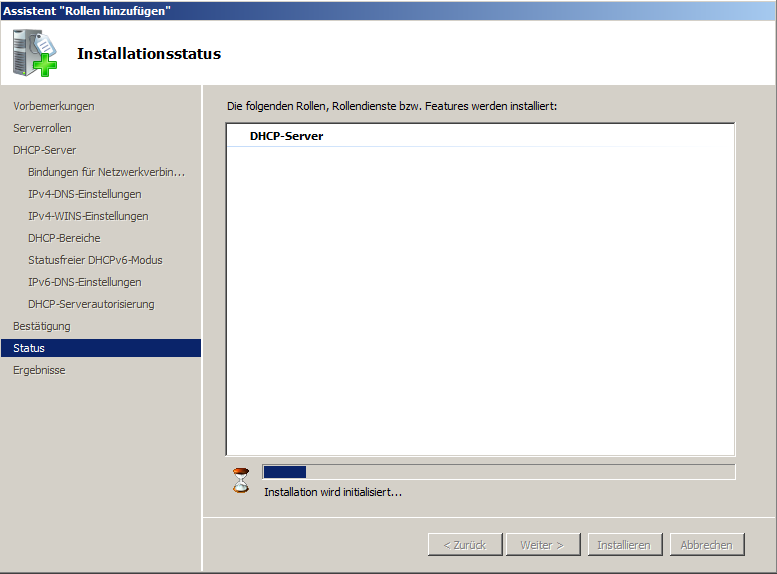 Assistent "Rollen hinzufügen"
Installationsstatus
Vorbemerkungen
Serverrollen
DHCP-Server
Bindungen für Netzwerkverbin...
IPv4-DNS-Einstellungen
IPv4-WINS-Einstellungen
DHCP-Bereiche
Statusfreier DHCPv6-Modus
IPv6-DNS-Einstellungen
DHCP-Serverautorisierung
Bestätigung
Status
Ergebnisse
Die folgenden Rollen, Rollendienste bzw. Features werden installiert:
DHCP-Server
Installation wird initialisiert...
< Zurück Weiter > Installieren Abbrechen